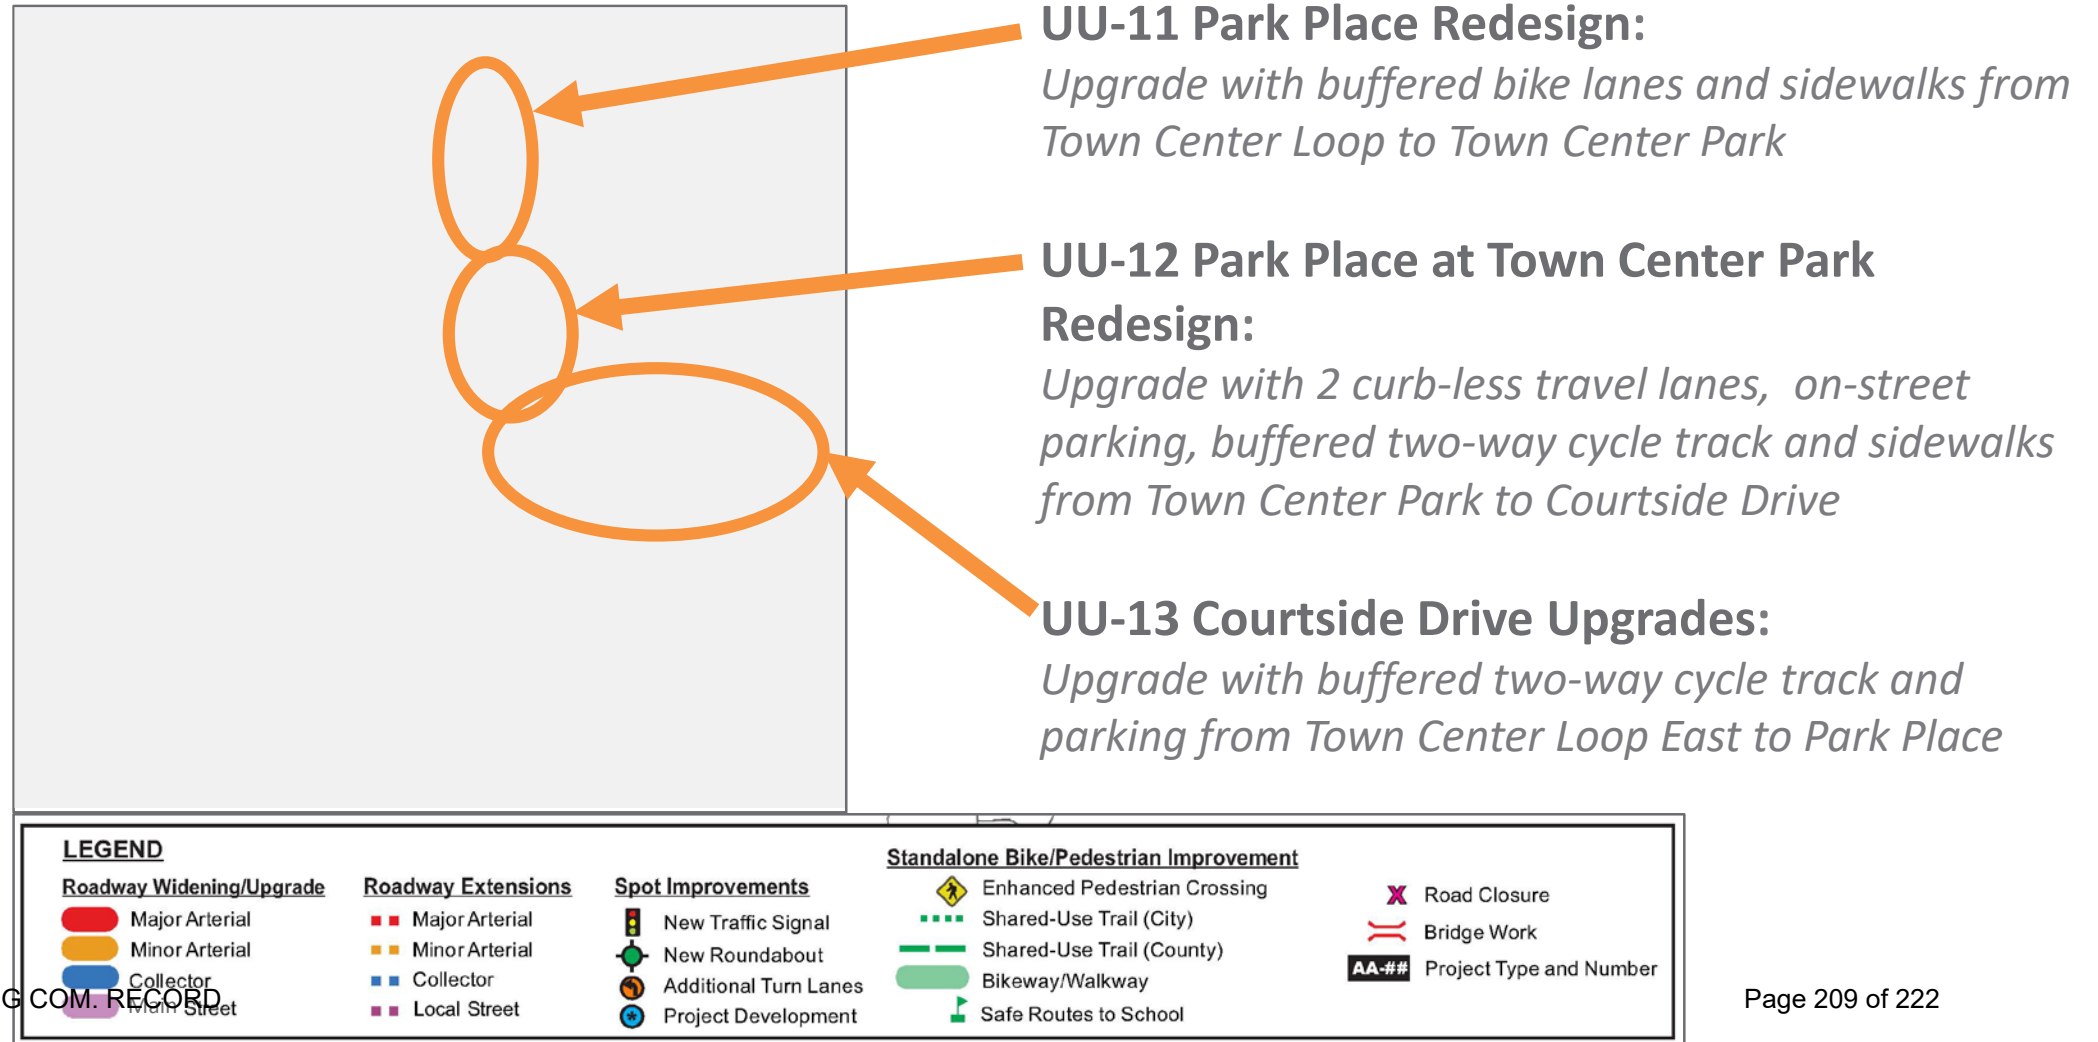 UU-11 Park Place Redesign:
Upgrade with buffered bike lanes and sidewalks from
Town Center Loop to Town Center Park
UU-12 Park Place at Town Center Park
Redesign:
Upgrade with 2 curb-less travel lanes, on-street
parking, buffered two-way cycle track and sidewalks
from Town Center Park to Courtside Drive
UU-13 Courtside Drive Upgrades:
Upgrade with buffered two-way cycle track and
parking from Town Center Loop East to Park Place
LEGEND
Roadway Widening/Upgrade
Major Arterial
Minor Arterial
Collector
Main Street
Roadway Extensions
Major Arterial
Minor Arterial
Collector
Local Street
Spot Improvements
New Traffic Signal
New Roundabout
Additional Turn Lanes
Project Development
Standalone Bike/Pedestrian Improvement
Enhanced Pedestrian Crossing
Shared-Use Trail (City)
Shared-Use Trail (County)
Bikeway/Walkway
Safe Routes to School
Road Closure
Bridge Work
AA-## Project Type and Number
G COM. RECORD
Page 209 of 222